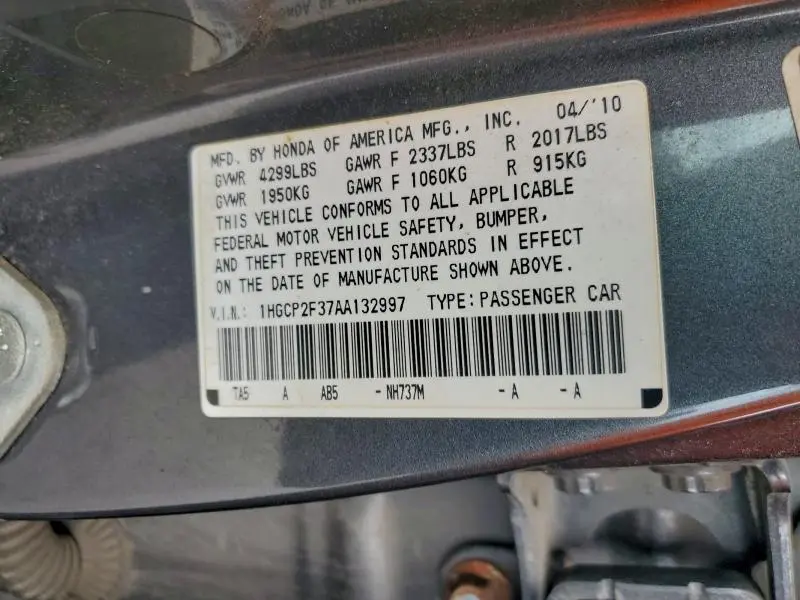 MFD. BY HONDA OF AMERICA MFG., INC. 04/'10
GVWR 4299LBS GAWR F 2337LBS R 2017LBS
GVWR 1950KG GAWR F 1060KG R 915KG
THIS VEHICLE CONFORMS TO ALL APPLICABLE
FEDERAL MOTOR VEHICLE SAFETY, BUMPER,
AND THEFT PREVENTION STANDARDS IN EFFECT
ON THE DATE OF MANUFACTURE SHOWN ABOVE.
V.I.N.: 1HGCP2F37AA132997 TYPE: PASSENGER CAR
TA5 A AB5 -NH737M -A -A